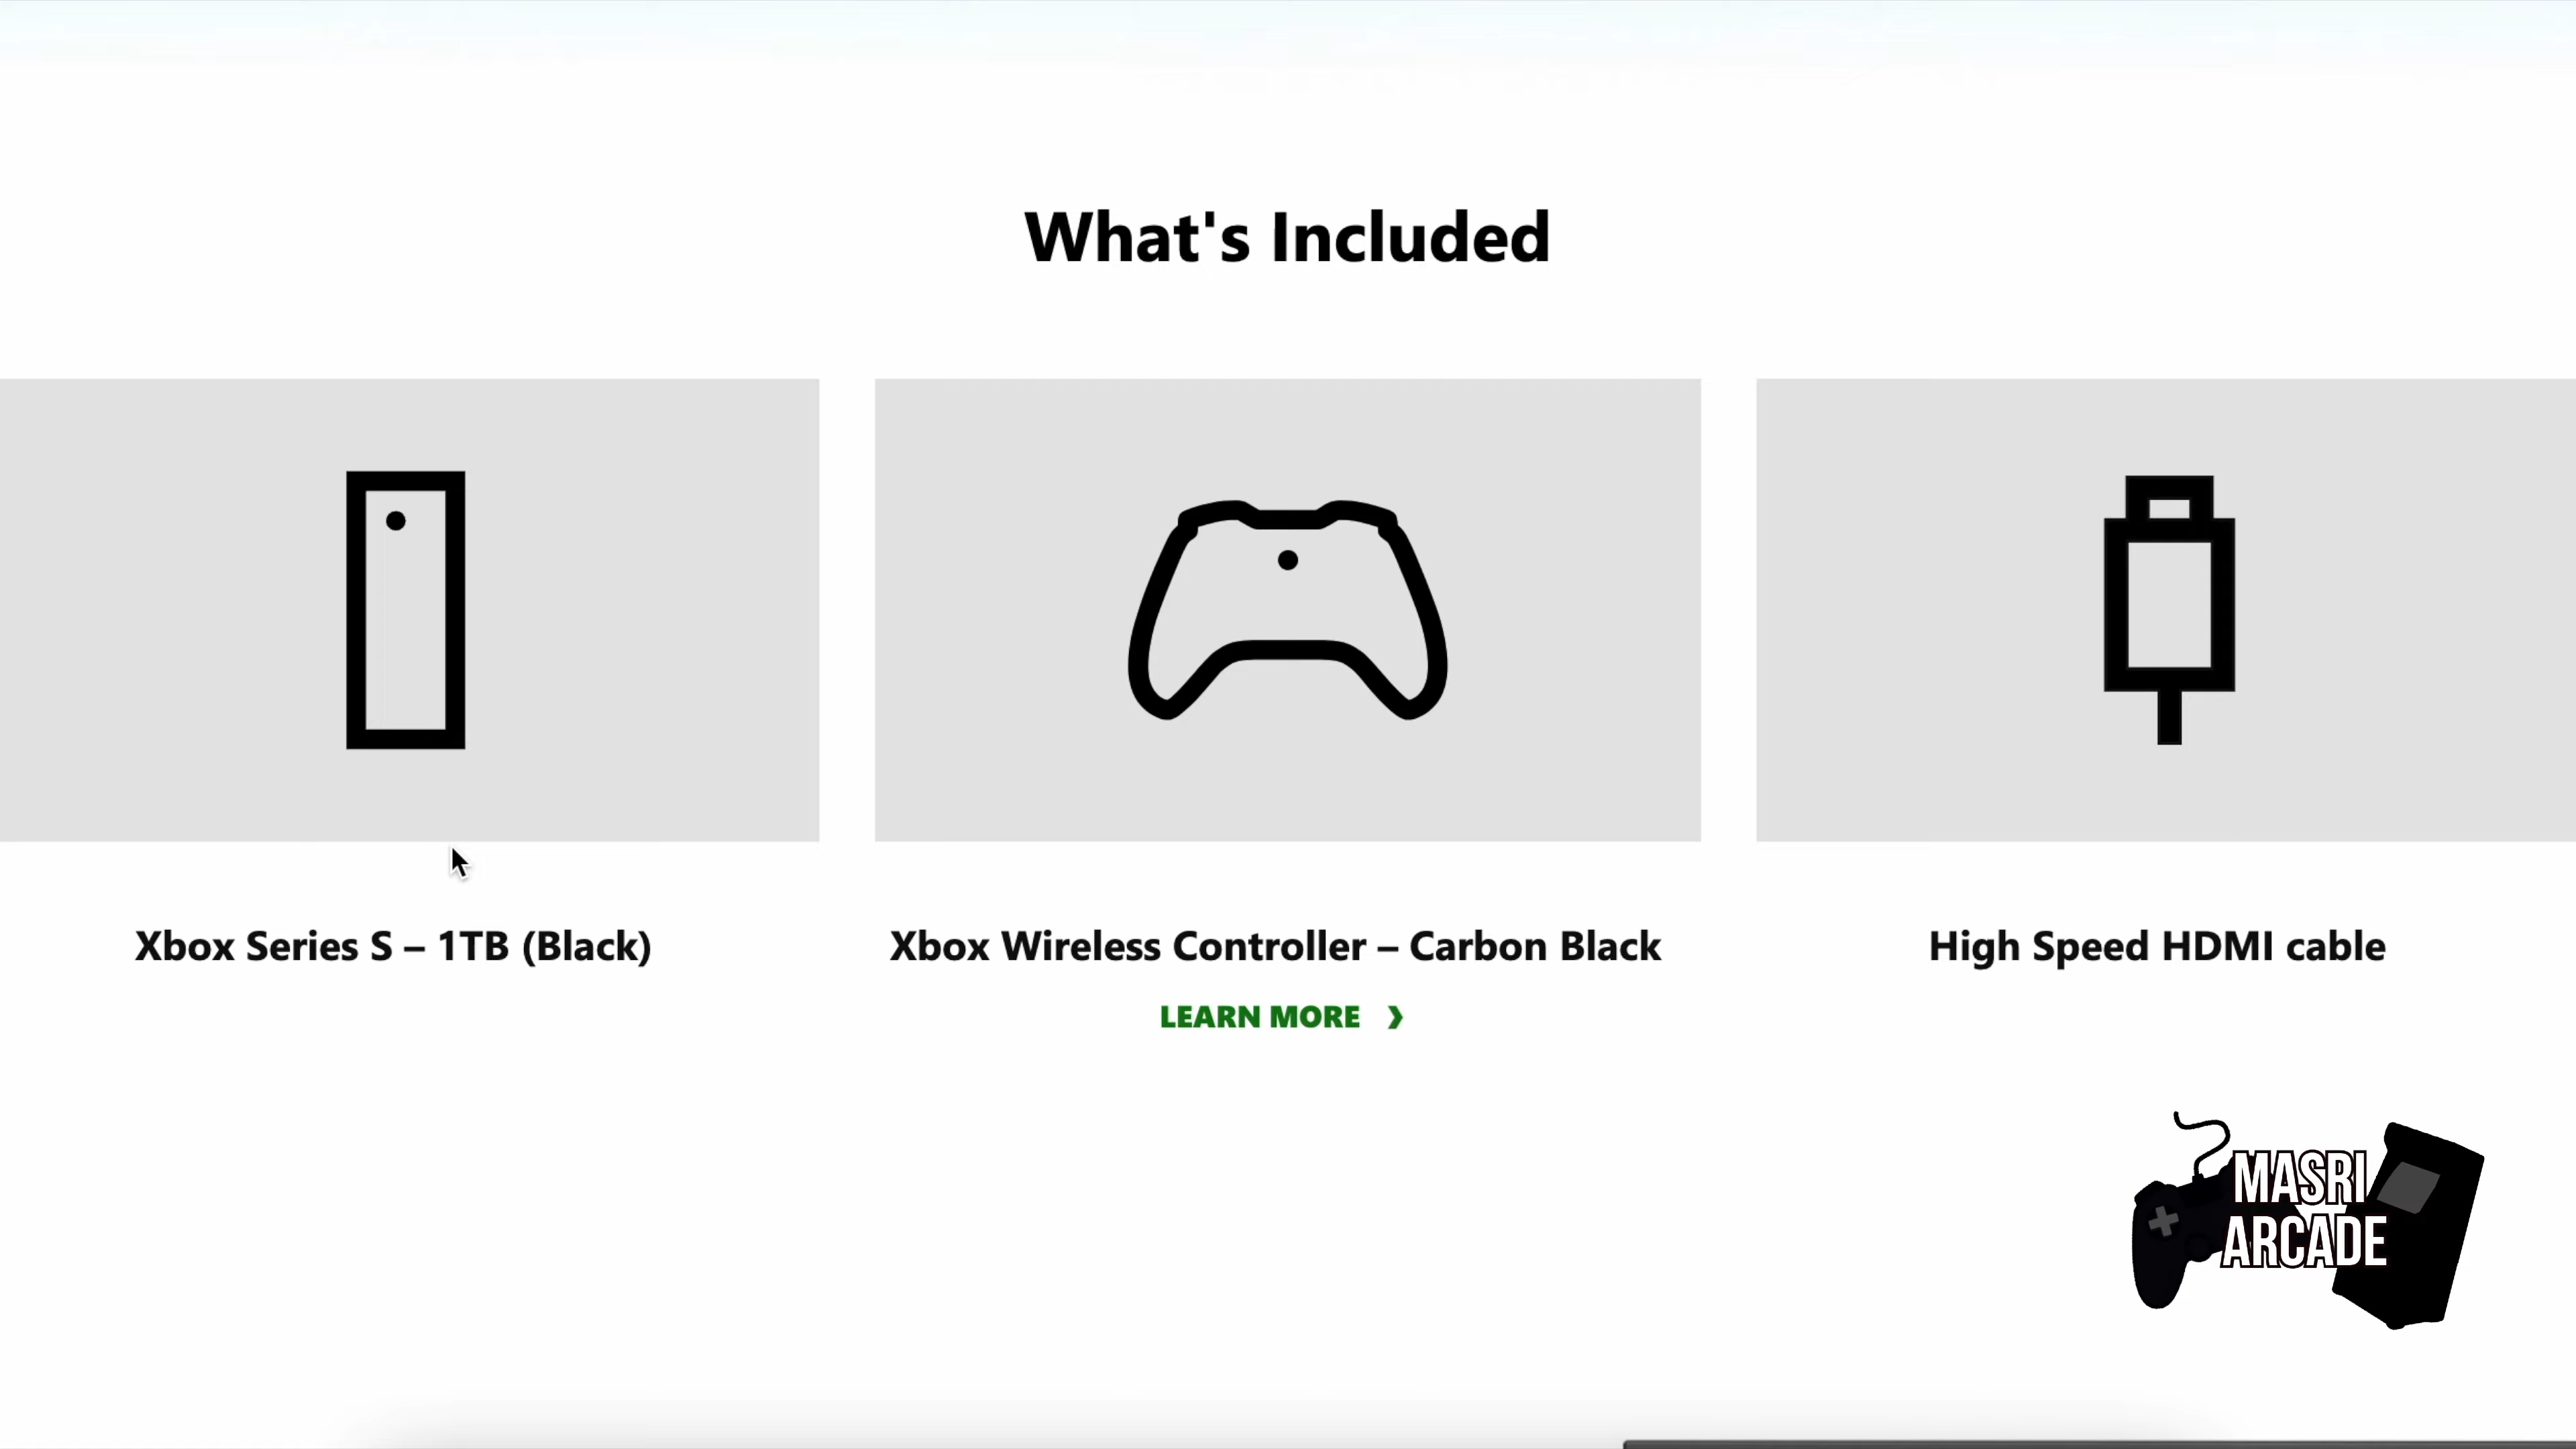 What's Included
Xbox Series S – 1TB (Black)
Xbox Wireless Controller – Carbon Black
High Speed HDMI cable
LEARN MORE ❯
MASRI
ARCADE